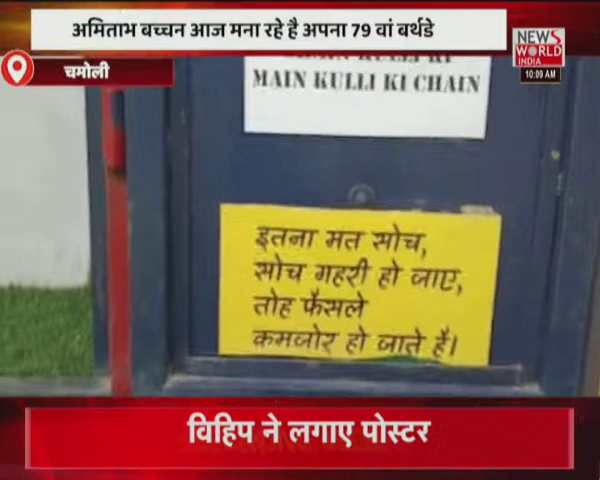 अमिताभ बच्चन आज मना रहे है अपना 79 वां बर्थडे
NEWS
WORLD
INDIA
10:09 AM
चमोली
MAIN KULLI KI CHAIN
इतना मत सोच,
सोच गहरी हो जाए,
तोह फैसले
कमजोर हो जाते है।
विहिप ने लगाए पोस्टर